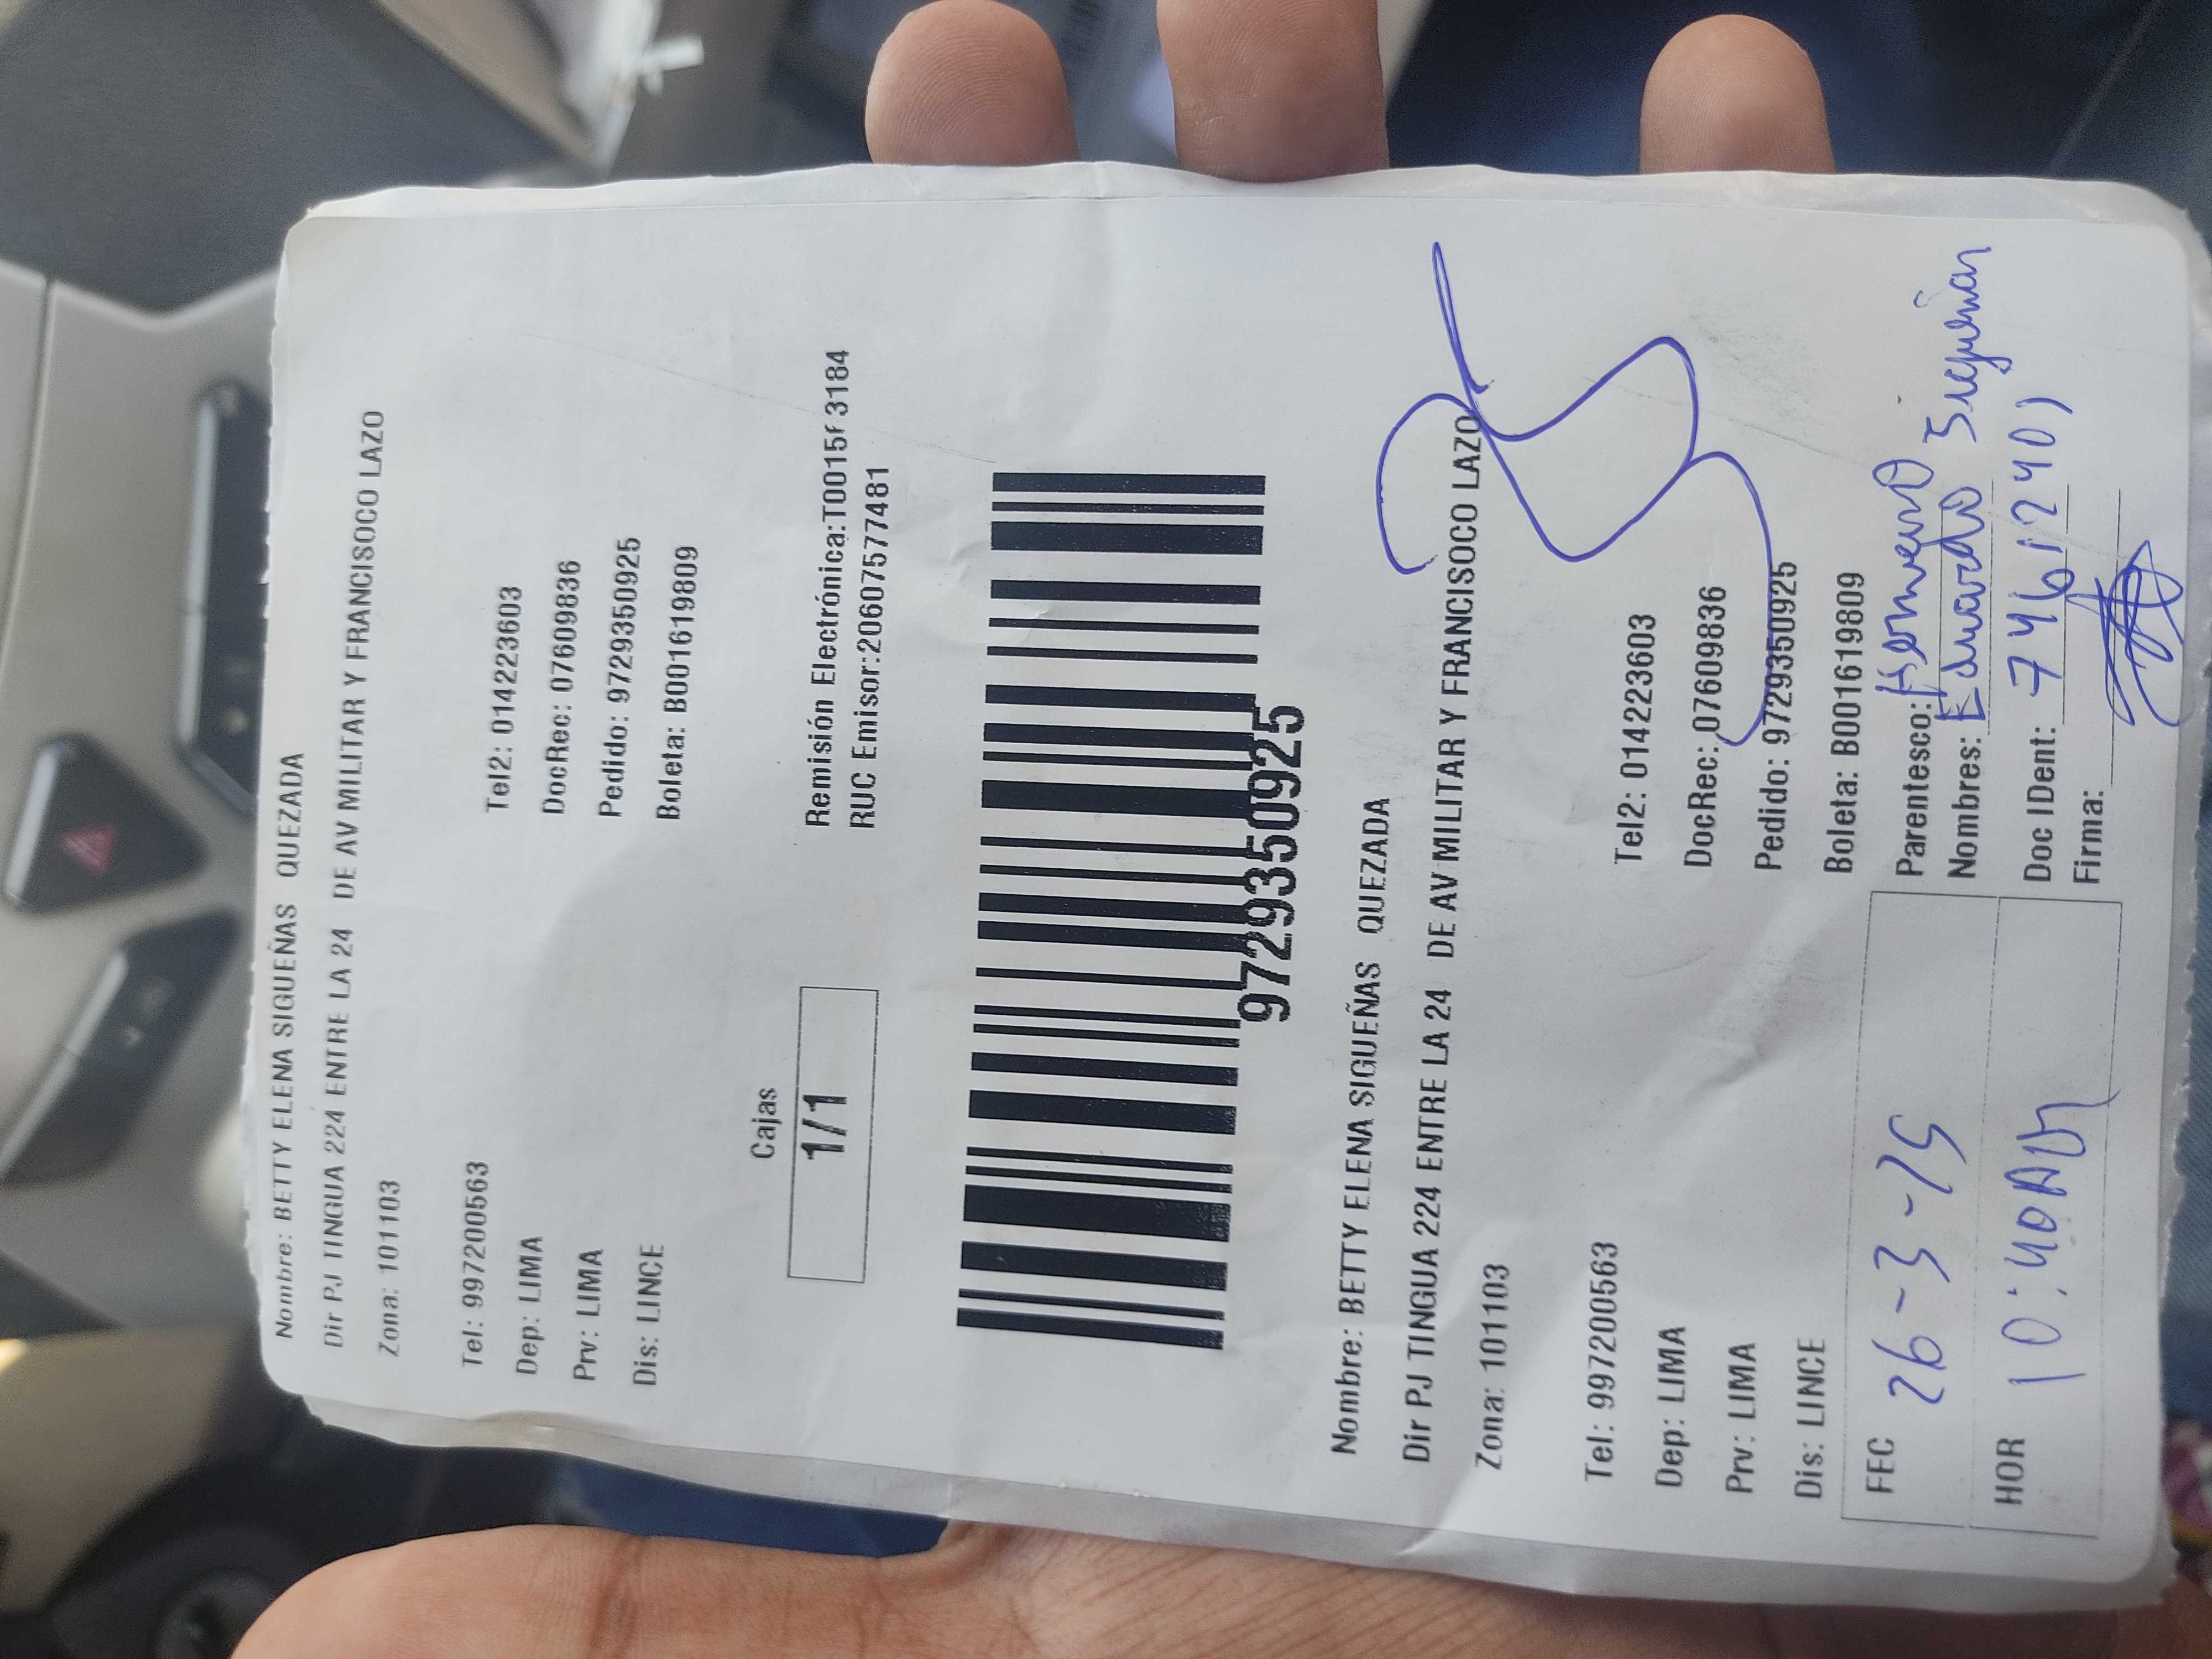 Nombre: BETTY ELENA SIGUEÑAS QUEZADA
Dir PJ TINGUA 224 ENTRE LA 24 DE AV MILITAR Y FRANCISOCO LAZO
Zona: 101103
Tel: 997200563 Tel2: 014223603
Dep: LIMA DocRec: 07609836
Prv: LIMA Pedido: 9729350925
Dis: LINCE Boleta: B001619809
Cajas
1/1
Remisión Electrónica:
RUC Emisor:20607577481
9729350925
Nombre: BETTY ELENA SIGUEÑAS QUEZADA
Dir PJ TINGUA 224 ENTRE LA 24 DE AV MILITAR Y FRANCISOCO LAZO
Zona: 101103
Tel: 997200563 Tel2: 014223603
Dep: LIMA DocRec: 07609836
Prv: LIMA Pedido: 9729350925
Dis: LINCE Boleta: B001619809
FEC 26-3-25 Parentesco: Hermano
Nombres: Eduardo Sigueñas
HOR 10:40AM Doc IDent: 74612401
Firma: